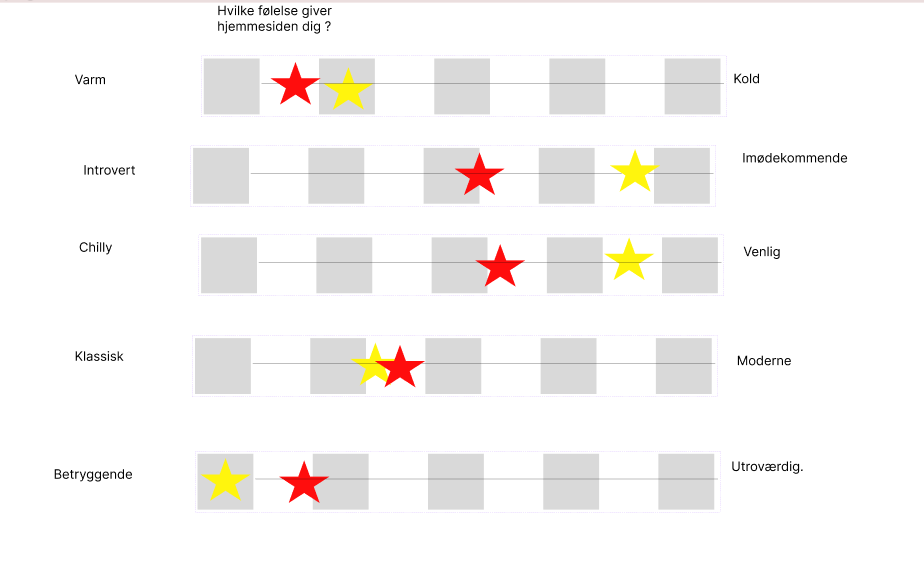 Hvilke følelse giver
hjemmesiden dig ?
Varm
Kold
Introvert
Imødekommende
Chilly
Venlig
Klassisk
Moderne
Betryggende
Utroværdig.